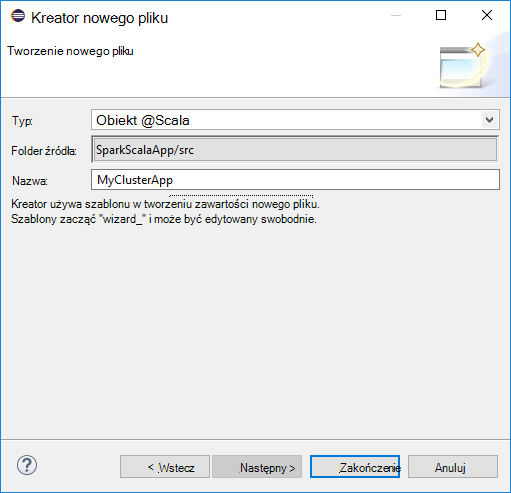 Kreator nowego pliku
Tworzenie nowego pliku
Typ: Obiekt @Scala
Folder źródła: SparkScalaApp/src
Nazwa: MyClusterApp
Kreator używa szablonu w tworzeniu zawartości nowego pliku.
Szablony zacząć "wizard_" i może być edytowany swobodnie.
? < Wstecz Następny > Zakończenie Anuluj